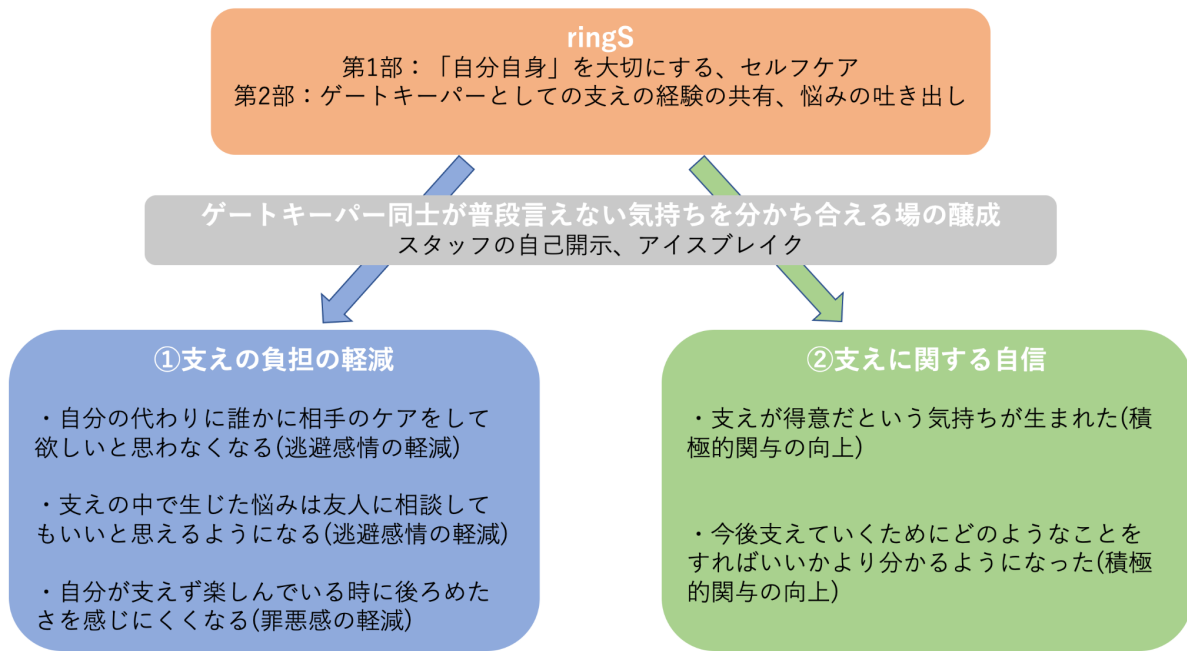 ringS
第1部：「自分自身」を大切にする、セルフケア
第2部：ゲートキーパーとしての支えの経験の共有、悩みの吐き出し
ゲートキーパー同士が普段言えない気持ちを分かち合える場の醸成
スタッフの自己開示、アイスブレイク
①支えの負担の軽減
・自分の代わりに誰かに相手のケアをして
欲しいと思わなくなる(逃避感情の軽減)
・支えの中で生じた悩みは友人に相談して
もいいと思えるようになる(逃避感情の軽減)
・自分が支えず楽しんでいる時に後ろめた
さを感じにくくなる(罪悪感の軽減)
②支えに関する自信
・支えが得意だという気持ちが生まれた(積
極的関与の向上)
・今後支えていくためにどのようなことを
すればいいかより分かるようになった(積極
的関与の向上)